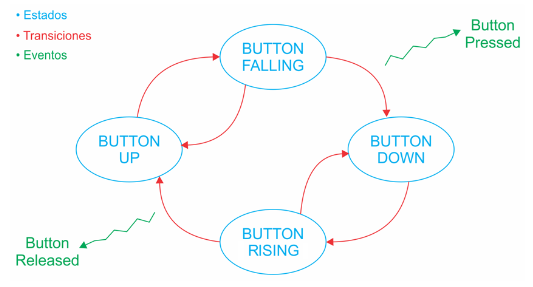 • Estados
• Transiciones
• Eventos
Button
Pressed
BUTTON
FALLING
BUTTON
UP
BUTTON
DOWN
BUTTON
RISING
Button
Released